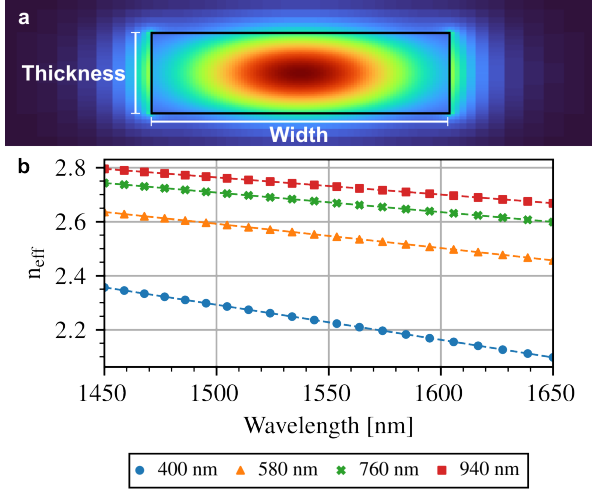 a
Thickness
Width
b
2.8
2.6
2.4
2.2
n_eff
1450 1500 1550 1600 1650
Wavelength [nm]
400 nm 580 nm 760 nm 940 nm